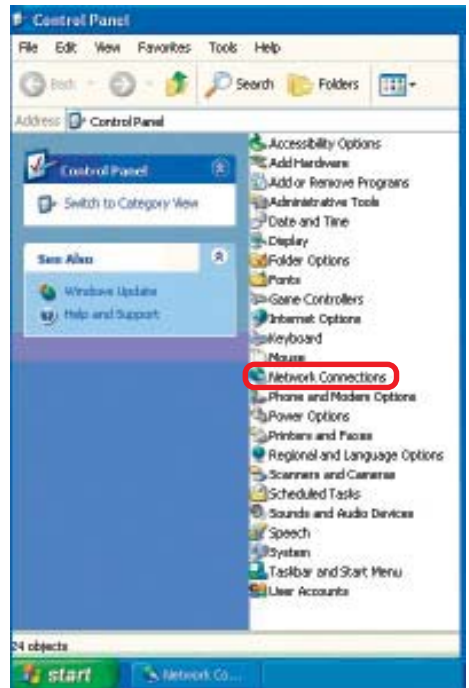 Control Panel
File Edit View Favorites Tools Help
Back Search Folders
Address Control Panel
Control Panel
Switch to Category View
See Also
Windows Update
Help and Support
Accessibility Options
Add Hardware
Add or Remove Programs
Administrative Tools
Date and Time
Display
Folder Options
Fonts
Game Controllers
Internet Options
Keyboard
Mouse
Network Connections
Phone and Modem Options
Power Options
Printers and Faxes
Regional and Language Options
Scanners and Cameras
Scheduled Tasks
Sounds and Audio Devices
Speech
System
Taskbar and Start Menu
User Accounts
24 objects
start Network Co...